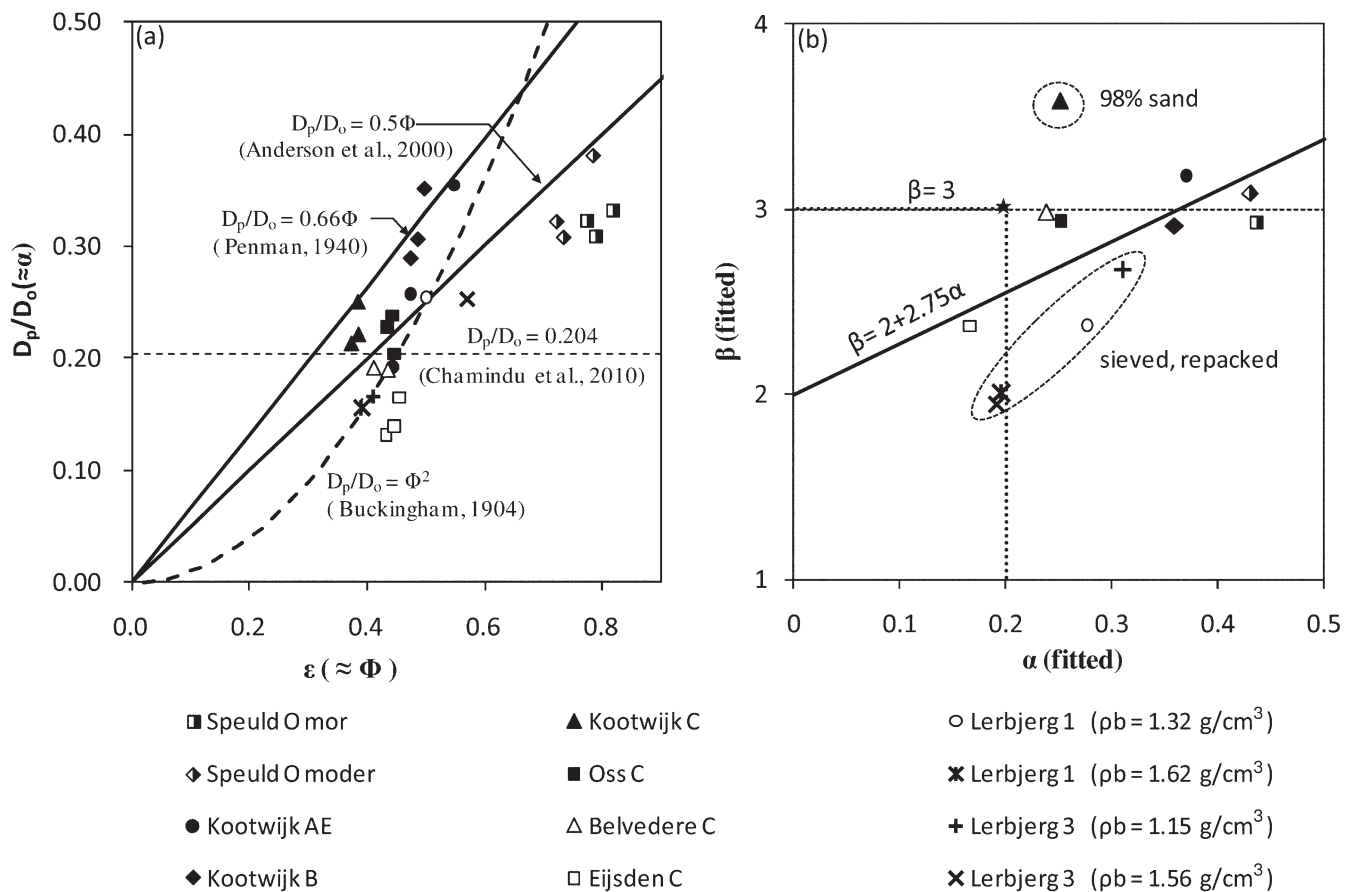 (a)
0.50
0.40
0.30
0.20
0.10
0.00
Dp/Do(≈α)
Dp/Do = 0.5Φ
(Anderson et al., 2000)
Dp/Do = 0.66Φ
( Penman, 1940)
Dp/Do = 0.204
(Chamindu et al., 2010)
Dp/Do = Φ²
( Buckingham, 1904)
0.0 0.2 0.4 0.6 0.8
ε ( ≈ Φ)
(b)
4
3
2
1
β (fitted)
98% sand
β= 3
β= 2+2.75α
sieved, repacked
0 0.1 0.2 0.3 0.4 0.5
α (fitted)
Speuld O mor
Kootwijk C
Lerbjerg 1 (ρb = 1.32 g/cm³)
Speuld O moder
Oss C
Lerbjerg 1 (ρb = 1.62 g/cm³)
Kootwijk AE
Belvedere C
Lerbjerg 3 (ρb = 1.15 g/cm³)
Kootwijk B
Eijsden C
Lerbjerg 3 (ρb = 1.56 g/cm³)